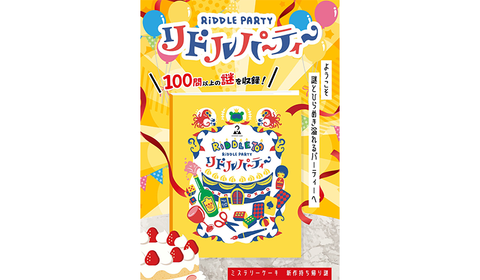 RiDDLE PARTY
リドルパーティー
100問以上の謎を収録！
ようこそ
謎とひらめき溢れるパーティーへ
RiDDLE
RiDDLE PARTY
リドルパーティー
ミステリーケーキ 新作持ち帰り謎